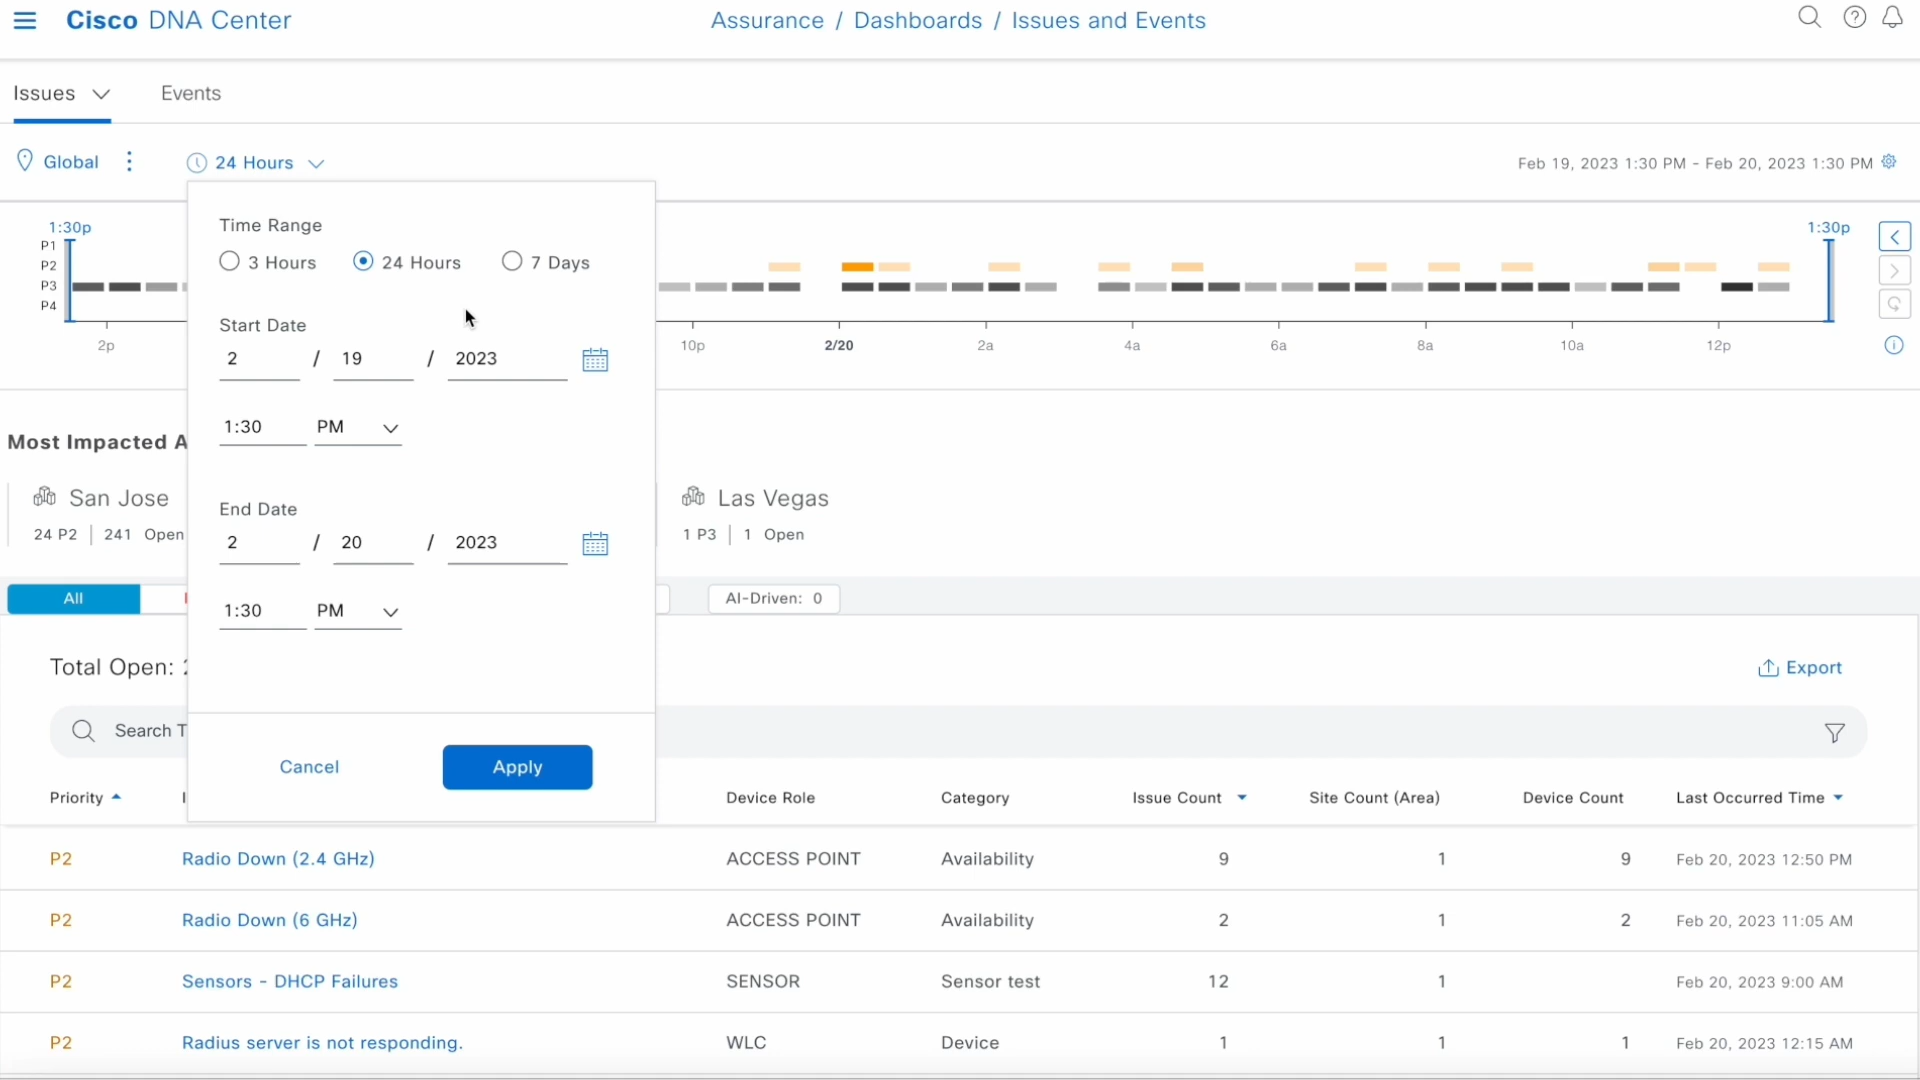 Cisco DNA Center
Assurance / Dashboards / Issues and Events
Issues
Events
Global
24 Hours
Feb 19, 2023 1:30 PM - Feb 20, 2023 1:30 PM
Time Range
3 Hours
24 Hours
7 Days
Start Date
2 / 19 / 2023
1:30 PM
End Date
2 / 20 / 2023
1:30 PM
Cancel
Apply
1:30p
1:30p
P1
P2
P3
P4
2p
10p
2/20
2a
4a
6a
8a
10a
12p
Most Impacted A
San Jose
24 P2 | 241 Open
Las Vegas
1 P3 | 1 Open
All
AI-Driven: 0
Total Open:
Export
Search T
Priority
Device Role
Category
Issue Count
Site Count (Area)
Device Count
Last Occurred Time
P2 Radio Down (2.4 GHz) ACCESS POINT Availability 9 1 9 Feb 20, 2023 12:50 PM
P2 Radio Down (6 GHz) ACCESS POINT Availability 2 1 2 Feb 20, 2023 11:05 AM
P2 Sensors - DHCP Failures SENSOR Sensor test 12 1 Feb 20, 2023 9:00 AM
P2 Radius server is not responding. WLC Device 1 1 1 Feb 20, 2023 12:15 AM